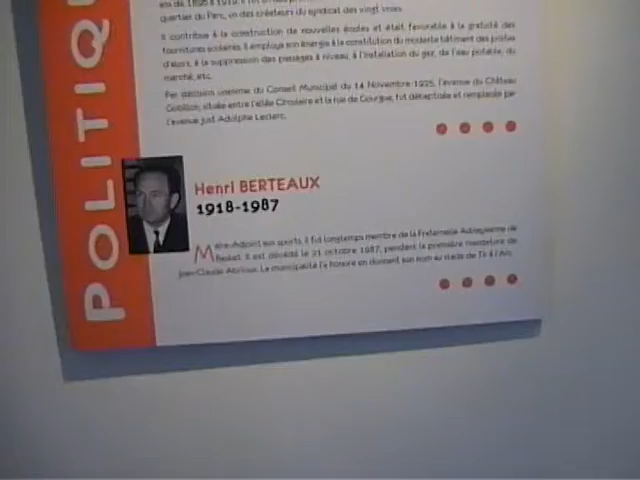 POLITIQU
quartier du Parc, un des créateurs du syndicat des vingt voies.
Il contribue à la construction de nouvelles écoles et était favorable à la gratuité des
fournitures scolaires. Il employa son énergie à la constitution du modeste bâtiment des postes
d'alors, à la suppression des passages à niveau, à l'installation du gaz, de l'eau potable, du
marché, etc.
Par décision unanime du Conseil Municipal du 14 Novembre 1925, l'avenue du Château
située entre l'allée Circulaire et la rue de Gourgue, fut débaptisée et remplacée par
l'avenue Just Adolphe Leclerc.
Henri BERTEAUX
1918-1987
Maire-Adjoint aux sports, il fut longtemps membre de la Fraternelle de
Basket. Il est décédé le 21 octobre 1987, pendant la première mandature de
Jean-Claude Abrioux. La municipalité l'a honoré en donnant son nom au stade de Tir à l'Arc.